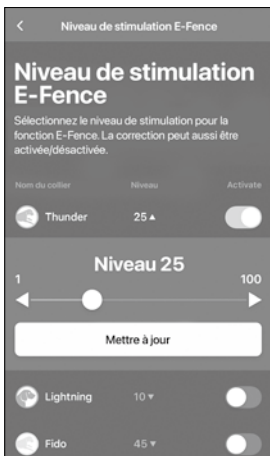 Niveau de stimulation E-Fence
Niveau de stimulation
E-Fence
Sélectionnez le niveau de stimulation pour la
fonction E-Fence. La correction peut aussi être
activée/désactivée.
Nom du collier Niveau Activate
Thunder 25 ▲
Niveau 25
1 100
Mettre à jour
Lightning 10 ▼
Fido 45 ▼